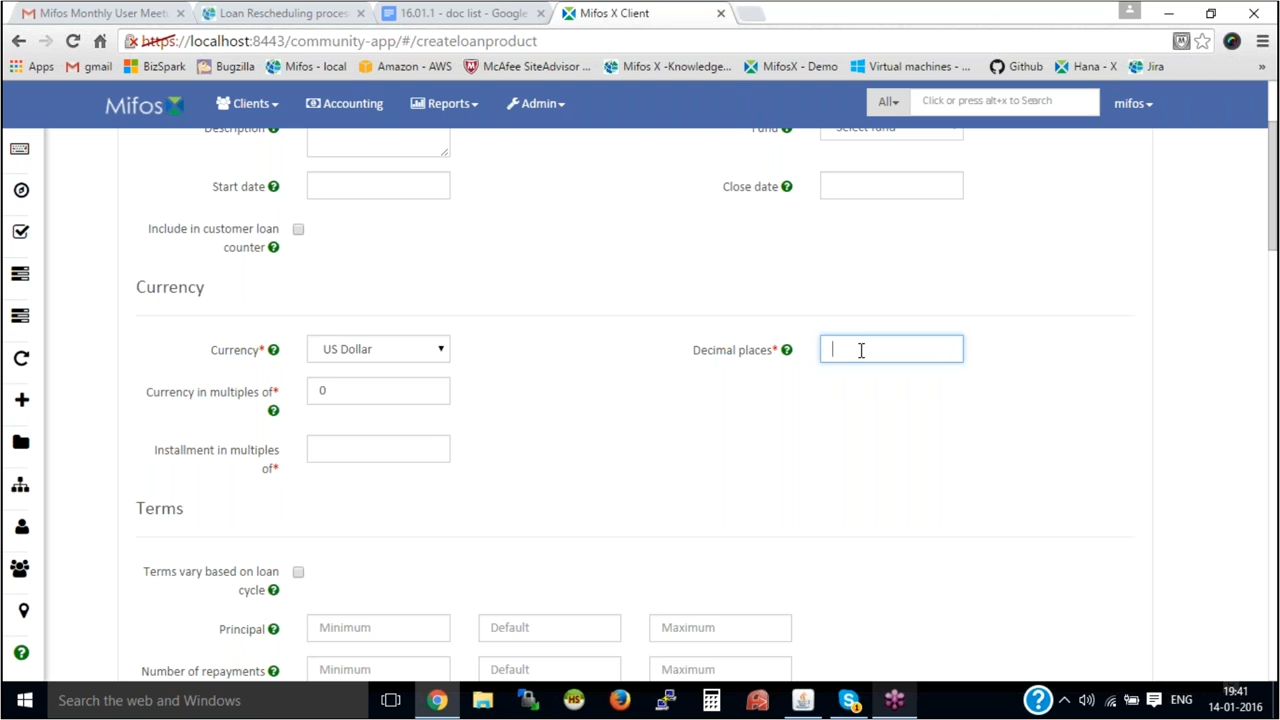 Mifos Monthly User Meetu
Loan Rescheduling proces
16.01.1 - doc list - Google
Mifos X Client
https://localhost:8443/community-app/#/createloanproduct
Apps
gmail
BizSpark
Bugzilla
Mifos - local
Amazon - AWS
McAfee SiteAdvisor ...
Mifos X -Knowledge...
MifosX - Demo
Virtual machines - ...
Github
Hana - X
Jira
»
Mifos
Clients
Accounting
Reports
Admin
All
Click or press alt+x to Search
mifos
Description
Fund
Select fund
Start date
Close date
Include in customer loan
counter
Currency
Currency*
US Dollar
Decimal places*
Currency in multiples of*
0
Installment in multiples
of*
Terms
Terms vary based on loan
cycle
Principal
Minimum
Default
Maximum
Number of repayments
Minimum
Default
Maximum
Search the web and Windows
ENG
19:41
14-01-2016